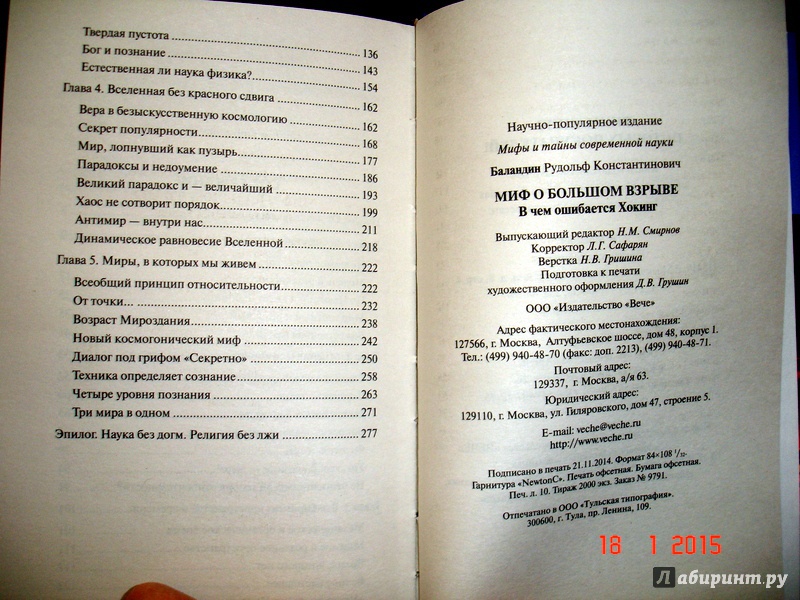 Твердая пустота 136
Бог и познание 143
Естественная ли наука физика? 154
Глава 4. Вселенная без красного сдвига 162
Вера в безыскусственную космологию 162
Секрет популярности 168
Мир, лопнувший как пузырь 177
Парадоксы и недоумение 186
Великий парадокс и — величайший 193
Хаос не сотворит порядок 199
Антимир — внутри нас 211
Динамическое равновесие Вселенной 218
Глава 5. Миры, в которых мы живем 222
Всеобщий принцип относительности 222
От точки... 232
Возраст Мироздания 238
Новый космогонический миф 242
Диалог под грифом «Секретно» 250
Техника определяет сознание 258
Четыре уровня познания 263
Три мира в одном 271
Эпилог. Наука без догм. Религия без лжи 277
Научно-популярное издание
Мифы и тайны современной науки
Баландин Рудольф Константинович
МИФ О БОЛЬШОМ ВЗРЫВЕ
В чем ошибается Хокинг
Выпускающий редактор Н.М. Смирнов
Корректор Л.Г. Сафарян
Верстка Н.В. Гришина
Подготовка к печати
художественного оформления Д.В. Грушин
ООО «Издательство «Вече»
Адрес фактического местонахождения:
127566, г. Москва, Алтуфьевское шоссе, дом 48, корпус 1.
Тел.: (499) 940-48-70 (факс: доп. 2213), (499) 940-48-71.
Почтовый адрес:
129337, г. Москва, а/я 63.
Юридический адрес:
129110, г. Москва, ул. Гиляровского, дом 47, строение 5.
E-mail: veche@veche.ru
http://www.veche.ru
Подписано в печать 21.11.2014. Формат 84×108 1/32.
Гарнитура «NewtonC». Печать офсетная. Бумага офсетная.
Печ. л. 10. Тираж 2000 экз. Заказ № 9791.
Отпечатано в ООО «Тульская типография».
300600, г. Тула, пр. Ленина, 109.
18 1 2015
Лабиринт.ру